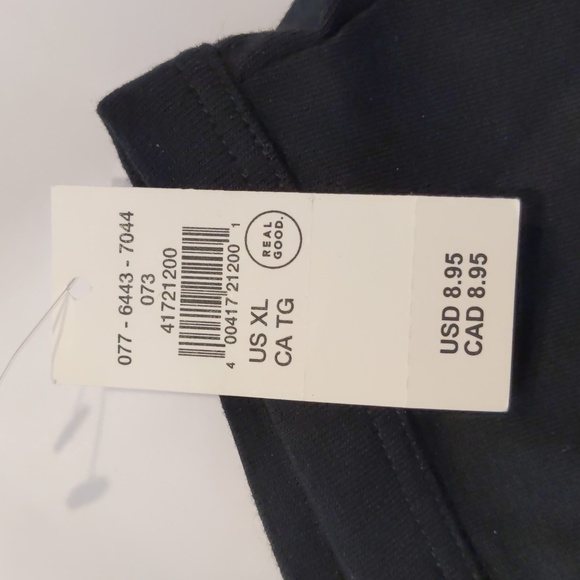 077 - 6443 - 7044
073
41721200
4 00417 21200 1
US XL
CA TG
REAL
GOOD.
USD 8.95
CAD 8.95